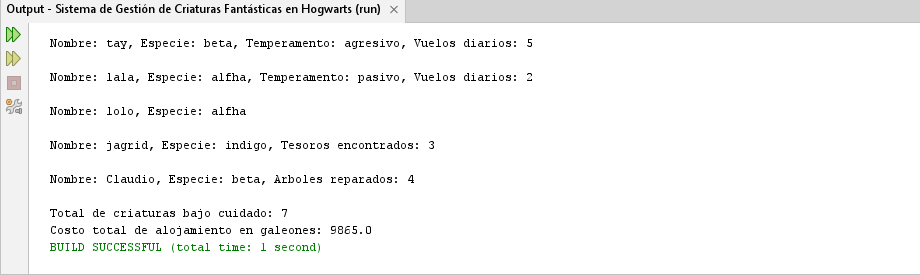 Output - Sistema de Gestión de Criaturas Fantásticas en Hogwarts (run) ×
Nombre: tay, Especie: beta, Temperamento: agresivo, Vuelos diarios: 5
Nombre: lala, Especie: alfha, Temperamento: pasivo, Vuelos diarios: 2
Nombre: lolo, Especie: alfha
Nombre: jagrid, Especie: indigo, Tesoros encontrados: 3
Nombre: Claudio, Especie: beta, Arboles reparados: 4
Total de criaturas bajo cuidado: 7
Costo total de alojamiento en galeones: 9865.0
BUILD SUCCESSFUL (total time: 1 second)